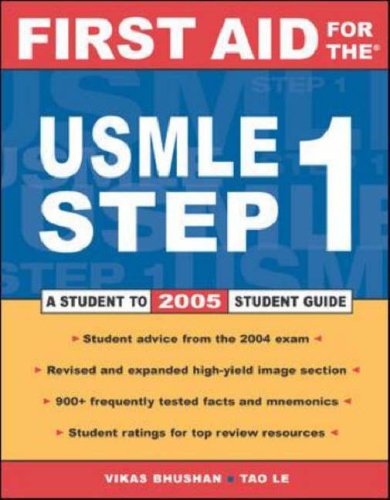 FIRST AID FOR THE®
STEP 1
USMLE
STEP 1
A STUDENT TO 2005 STUDENT GUIDE
Student advice from the 2004 exam
Revised and expanded high-yield image section
900+ frequently tested facts and mnemonics
Student ratings for top review resources
VIKAS BHUSHAN ▪ TAO LE